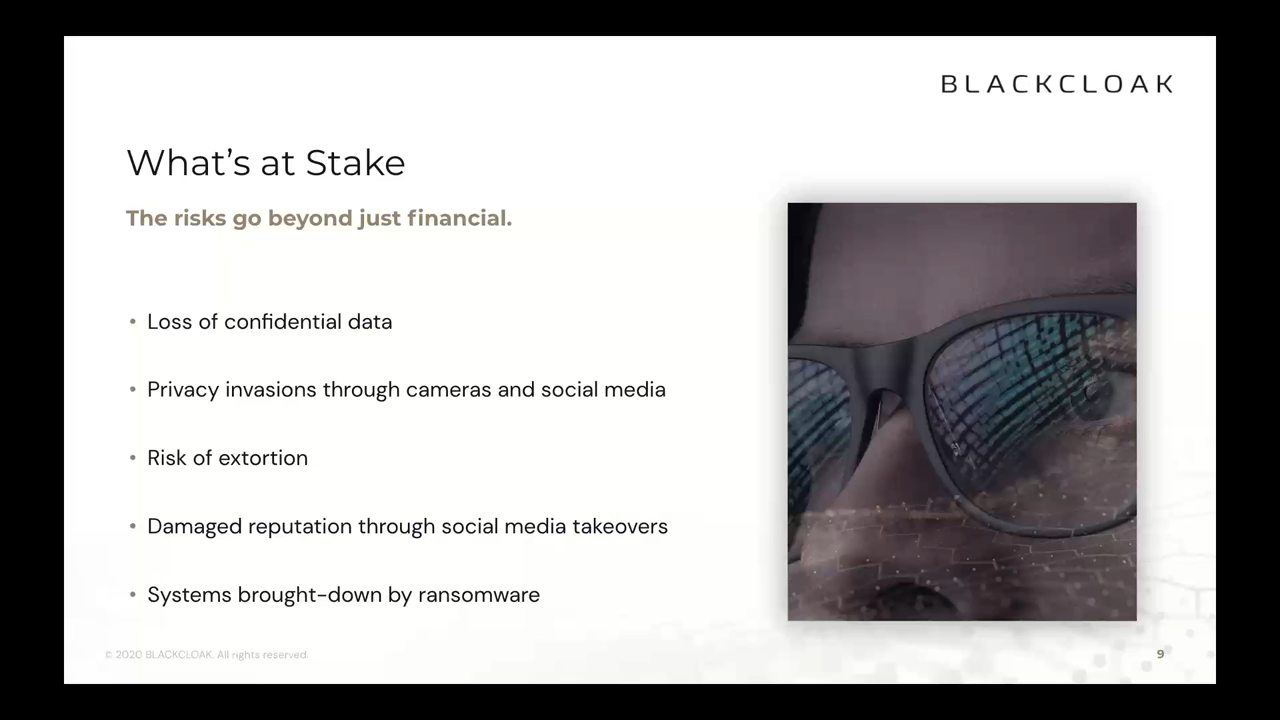 BLACKCLOAK
What's at Stake
The risks go beyond just financial.
• Loss of confidential data
• Privacy invasions through cameras and social media
• Risk of extortion
• Damaged reputation through social media takeovers
• Systems brought-down by ransomware
© 2020 BLACKCLOAK. All rights reserved.
9